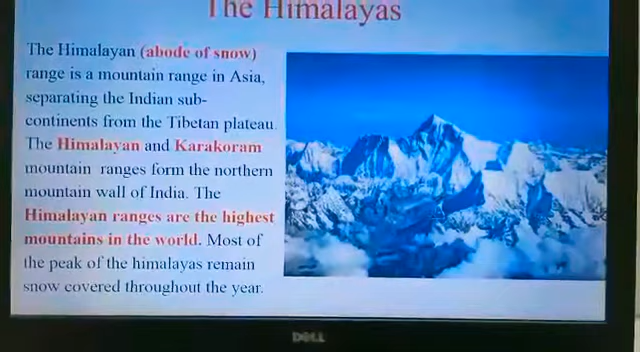 The Himalayas
The Himalayan (abode of snow)
range is a mountain range in Asia,
separating the Indian sub-
continents from the Tibetan plateau.
The Himalayan and Karakoram
mountain ranges form the northern
mountain wall of India. The
Himalayan ranges are the highest
mountains in the world. Most of
the peak of the himalayas remain
snow covered throughout the year.
DELL